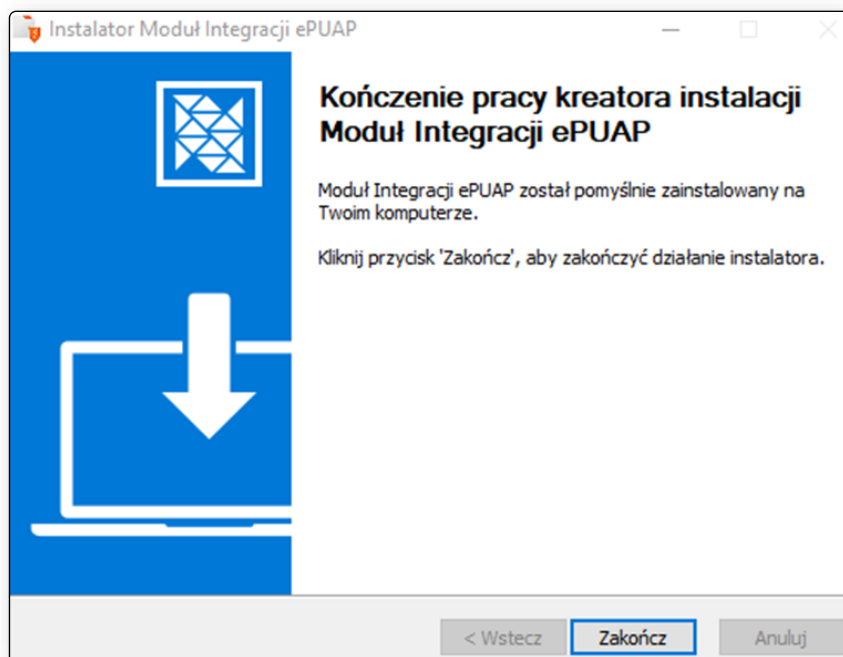 Instalator Moduł Integracji ePUAP
Kończenie pracy kreatora instalacji
Moduł Integracji ePUAP
Moduł Integracji ePUAP został pomyślnie zainstalowany na
Twoim komputerze.
Kliknij przycisk 'Zakończ', aby zakończyć działanie instalatora.
< Wstecz
Zakończ
Anuluj